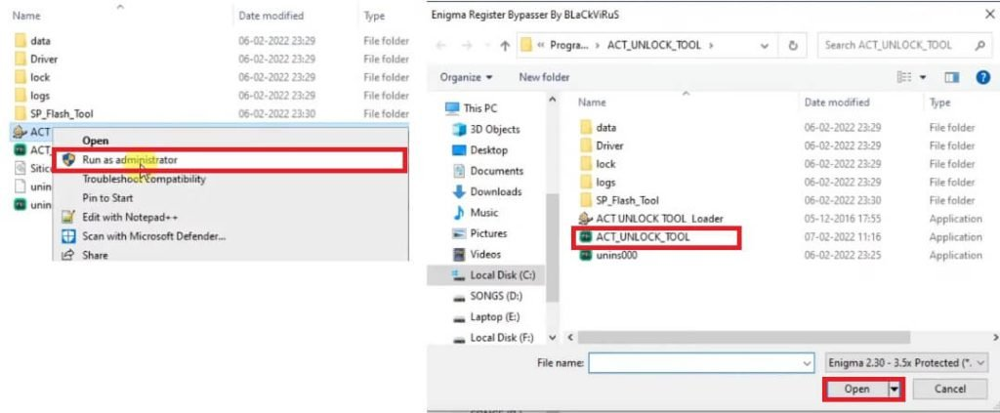 Name Date modified Type
data 06-02-2022 23:29 File folder
Driver 06-02-2022 23:29 File folder
lock 06-02-2022 23:29 File folder
logs 06-02-2022 23:29 File folder
SP_Flash_Tool 06-02-2022 23:30 File folder
ACT
Open
ACT_
Run as administrator
Sitico
Troubleshoot compatibility
unin
Pin to Start
unin
Edit with Notepad++
Scan with Microsoft Defender...
Share
Enigma Register Bypasser By BLaCkViRuS
« Progra... > ACT_UNLOCK_TOOL >
Search ACT_UNLOCK_TOOL
Organize New folder
This PC
3D Objects
Desktop
Documents
Downloads
Music
Pictures
Videos
Local Disk (C:)
SONGS (D:)
Laptop (E:)
Local Disk (F:)
Name Date modified Type
data 06-02-2022 23:29 File folder
Driver 06-02-2022 23:29 File folder
lock 06-02-2022 23:29 File folder
logs 06-02-2022 23:29 File folder
SP_Flash_Tool 06-02-2022 23:30 File folder
ACT UNLOCK TOOL Loader 05-12-2016 17:55 Application
ACT_UNLOCK_TOOL 07-02-2022 11:16 Application
unins000 06-02-2022 23:25 Application
File name: Enigma 2.30 - 3.5x Protected (*.
Open Cancel